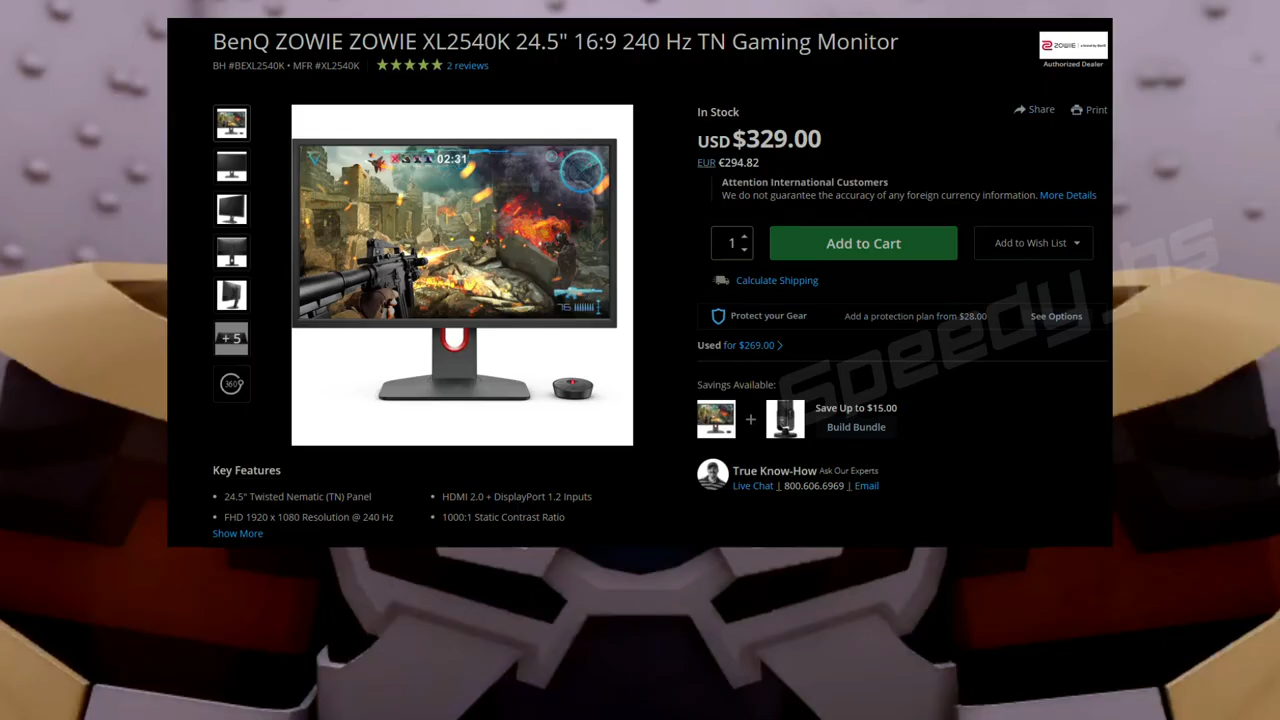 BenQ ZOWIE ZOWIE XL2540K 24.5" 16:9 240 Hz TN Gaming Monitor
BH #BEXL2540K • MFR #XL2540K
2 reviews
ZOWIE
Authorized Dealer
02:31
76
+ 5
360
In Stock
Share
Print
USD $329.00
EUR €294.82
Attention International Customers
We do not guarantee the accuracy of any foreign currency information. More Details
1
Add to Cart
Add to Wish List
Calculate Shipping
Protect your Gear
Add a protection plan from $28.00
See Options
Used for $269.00 >
Savings Available:
+
Save Up to $15.00
Build Bundle
True Know-How Ask Our Experts
Live Chat | 800.606.6969 | Email
Key Features
• 24.5" Twisted Nematic (TN) Panel
• FHD 1920 x 1080 Resolution @ 240 Hz
• HDMI 2.0 + DisplayPort 1.2 Inputs
• 1000:1 Static Contrast Ratio
Show More